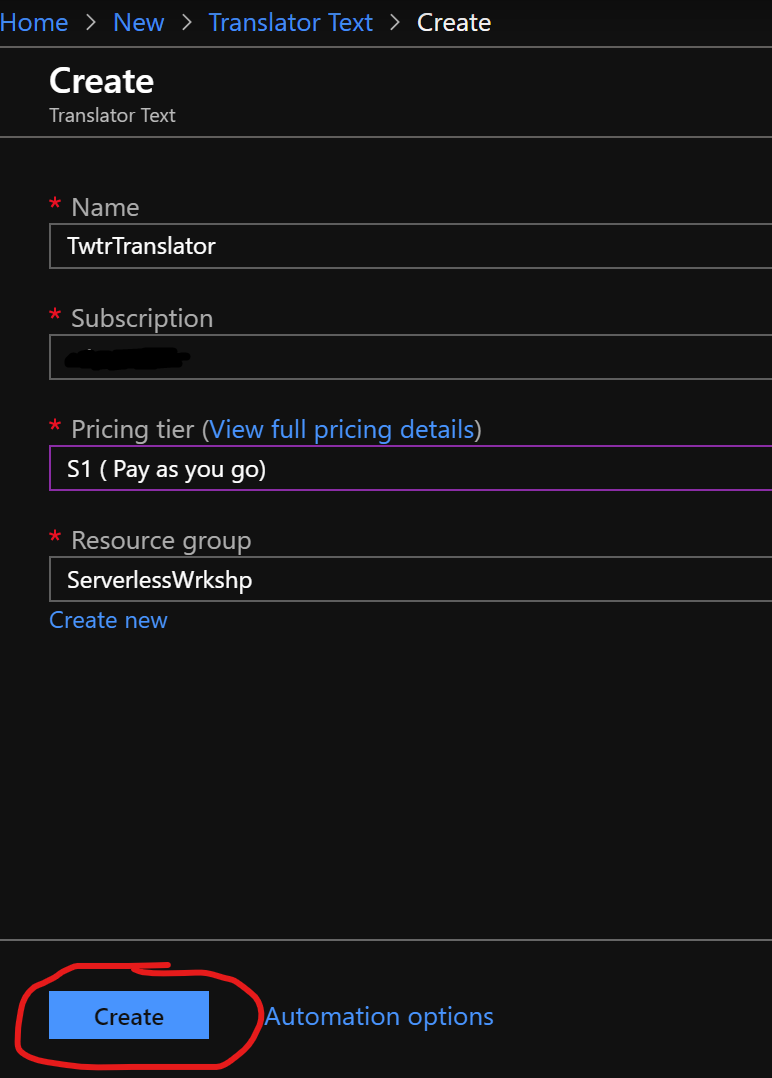 Home > New > Translator Text > Create
Create
Translator Text
* Name
TwtrTranslator
* Subscription
* Pricing tier (View full pricing details)
S1 ( Pay as you go)
* Resource group
ServerlessWrkshp
Create new
Create Automation options